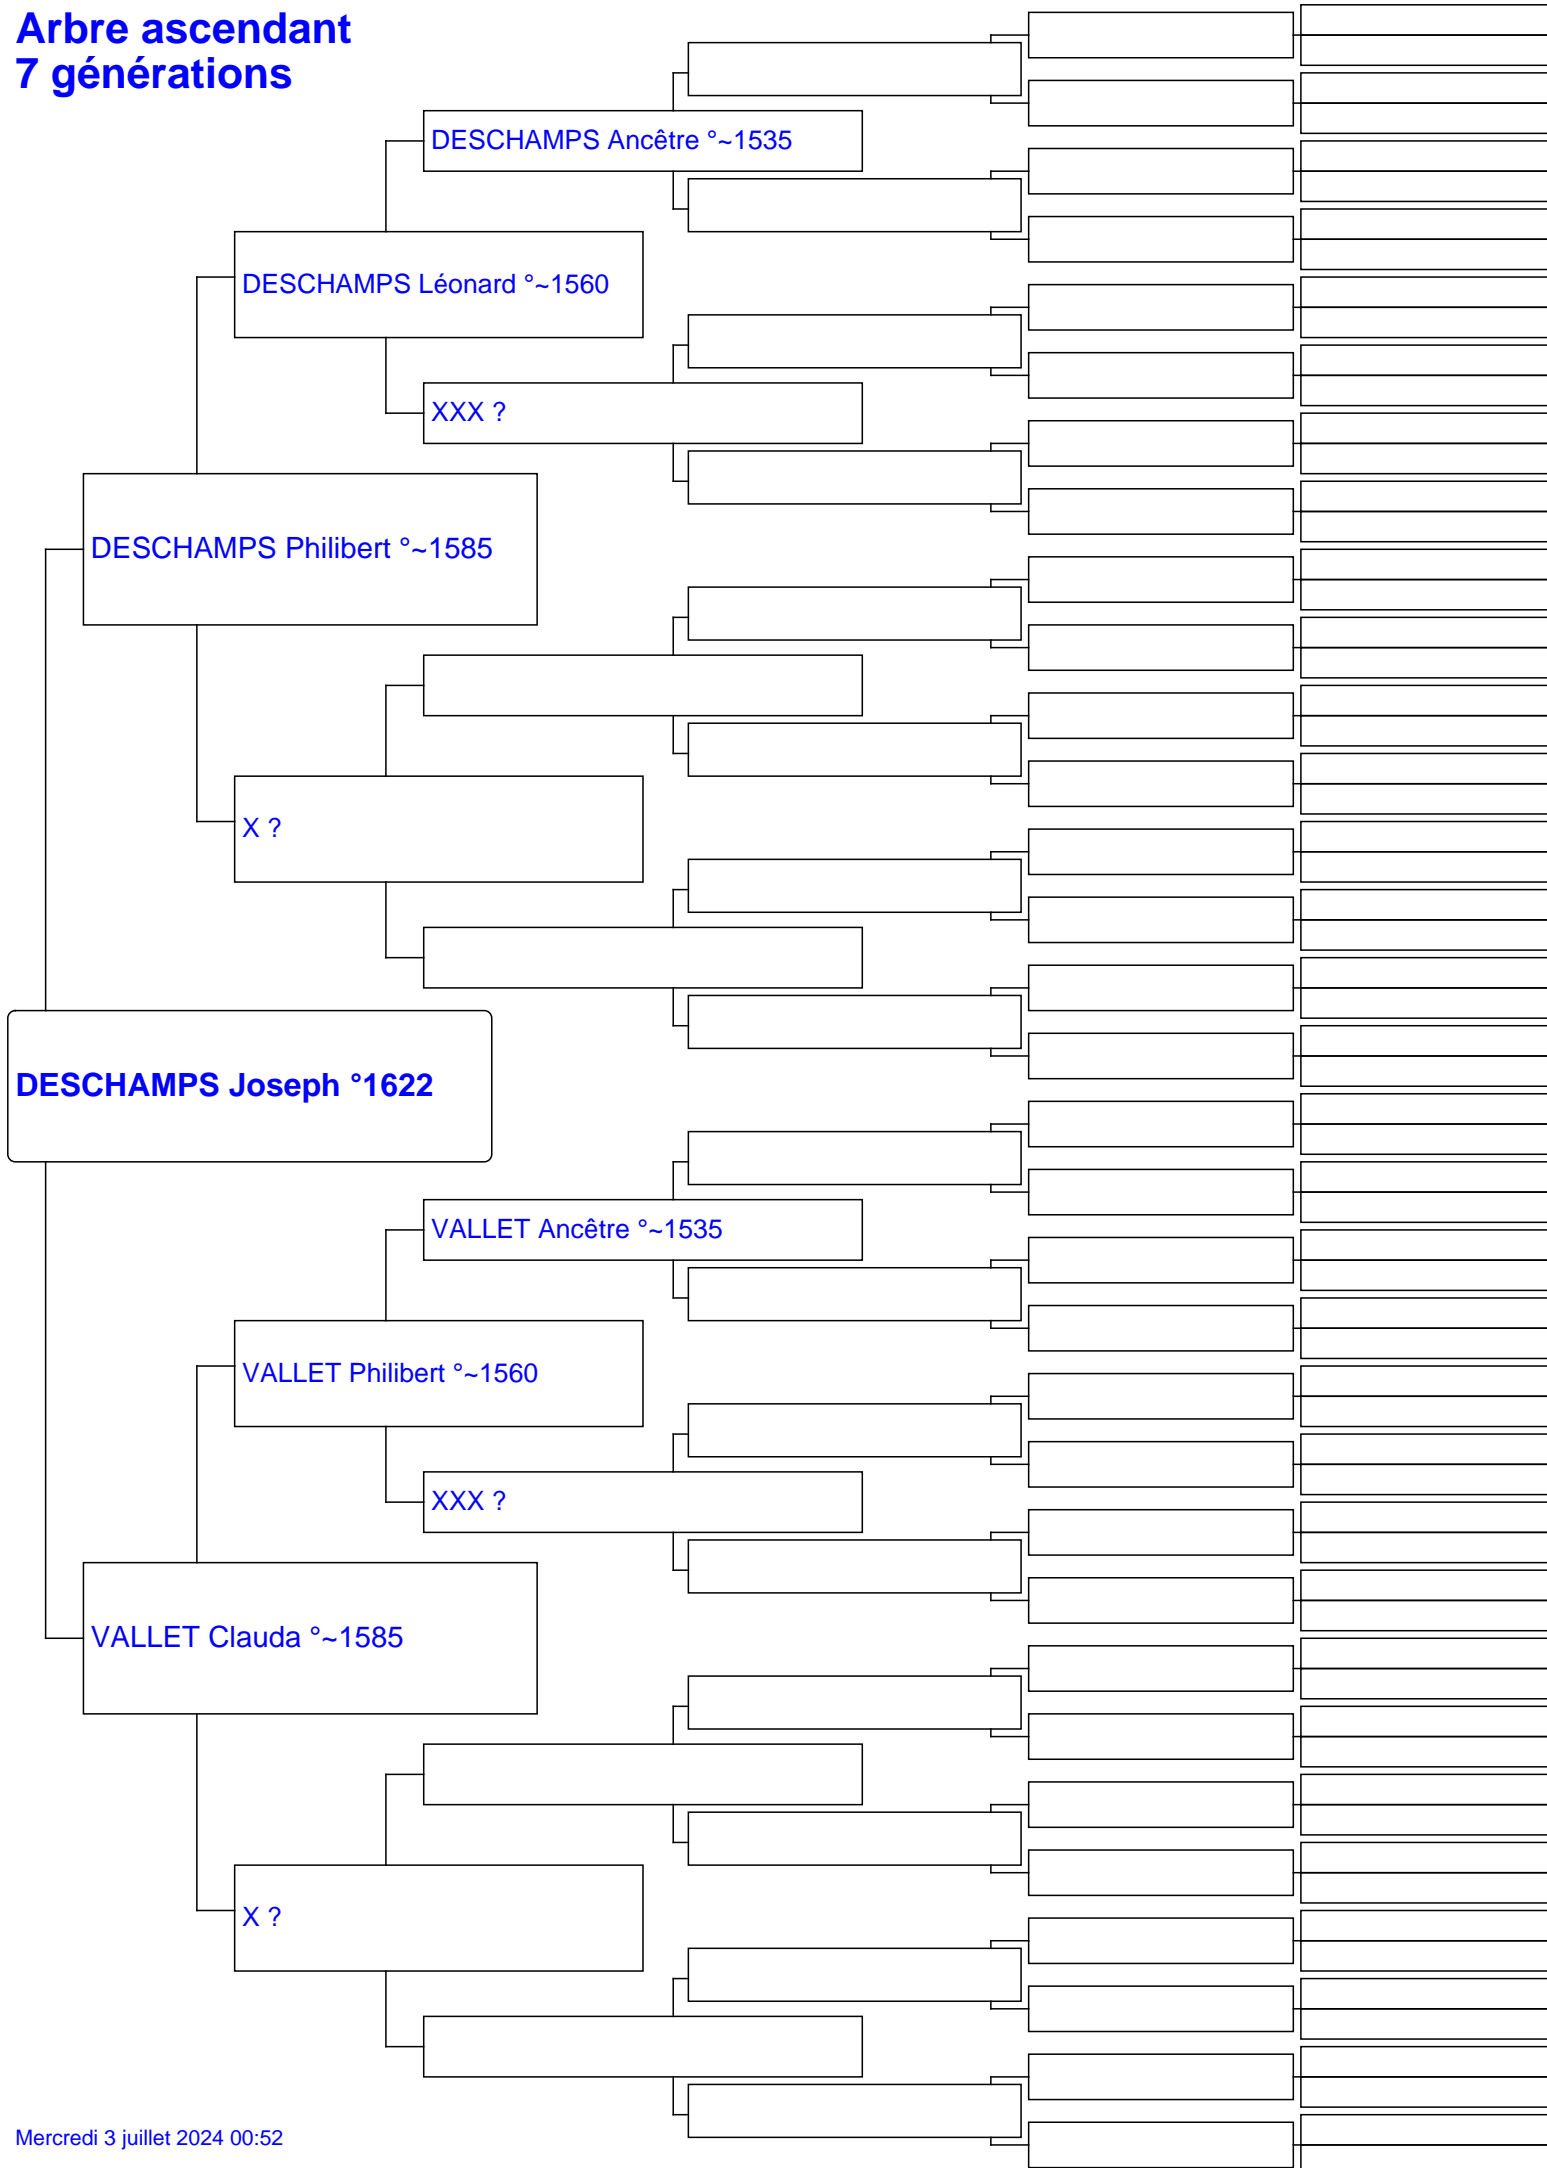 Arbre ascendant
7 générations
DESCHAMPS Ancêtre °~1535
DESCHAMPS Léonard °~1560
XXX ?
DESCHAMPS Philibert °~1585
X ?
DESCHAMPS Joseph °1622
VALLET Ancêtre °~1535
VALLET Philibert °~1560
XXX ?
VALLET Clauda °~1585
X ?
Mercredi 3 juillet 2024 00:52